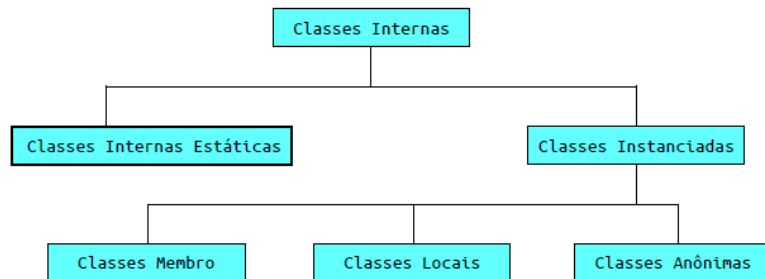 Classes Internas
Classes Internas Estáticas
Classes Instanciadas
Classes Membro
Classes Locais
Classes Anônimas